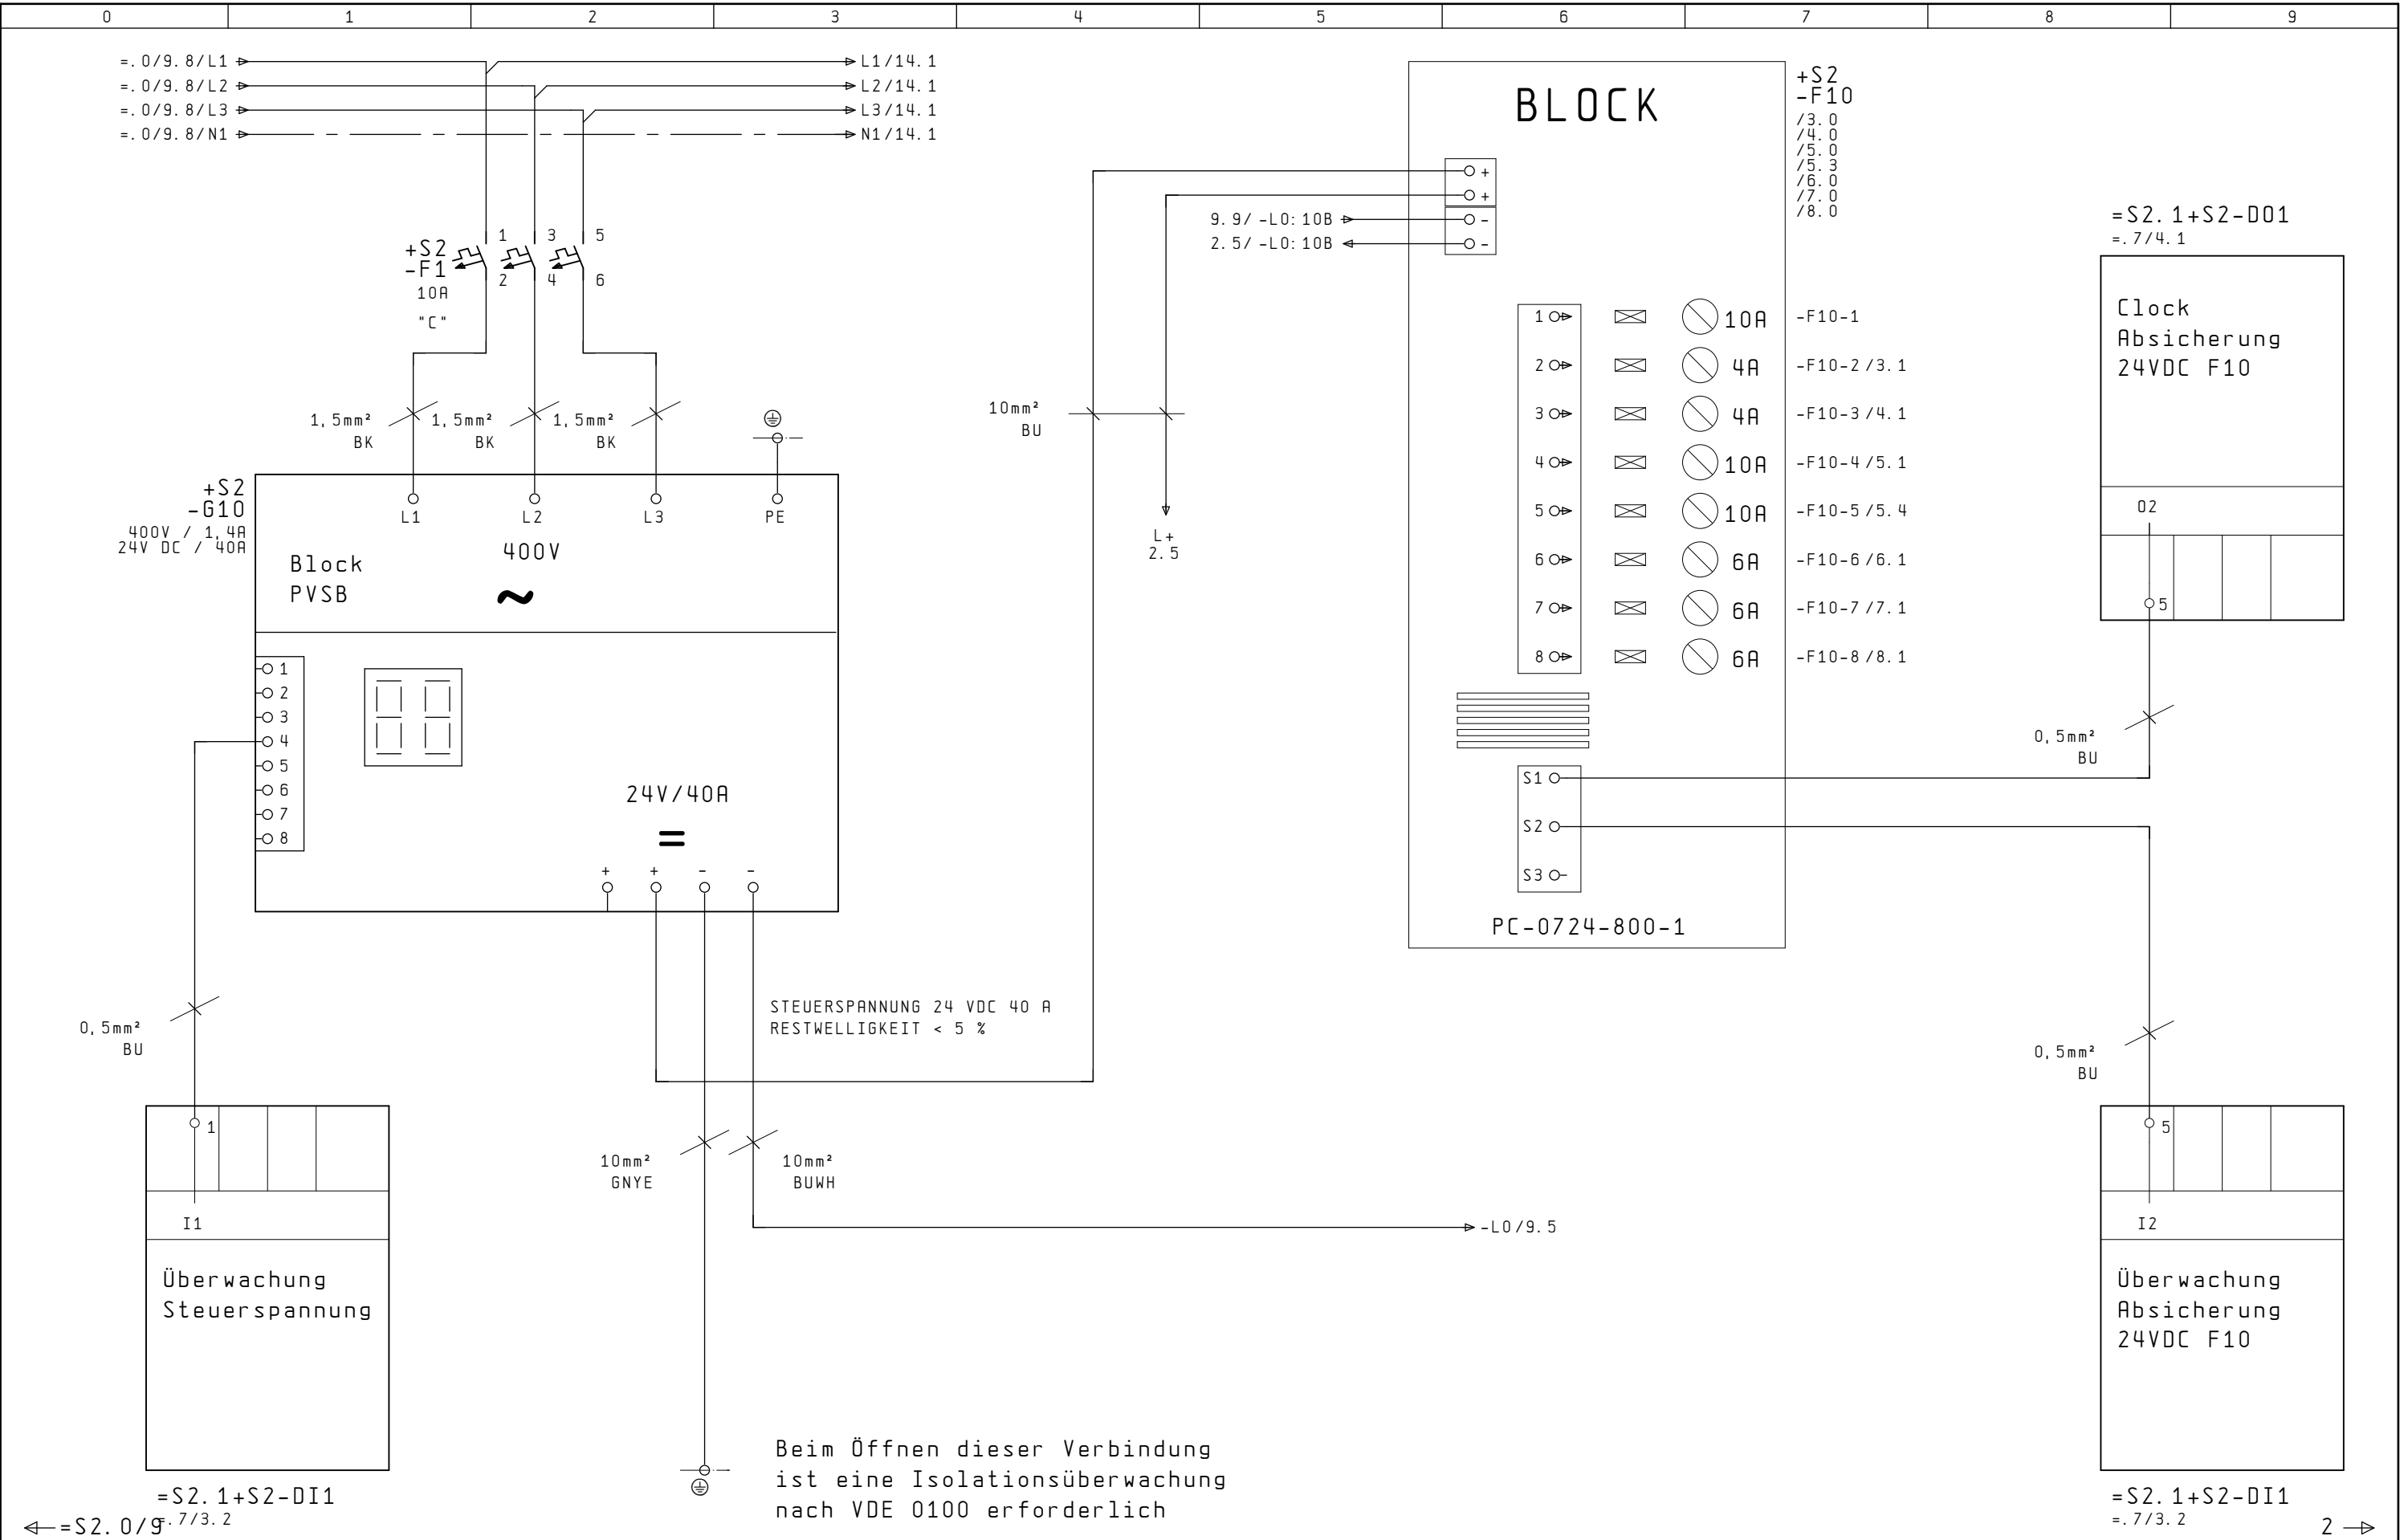 0 1 2 3 4 5 6 7 8 9
=.0/9.8/L1
=.0/9.8/L2
=.0/9.8/L3
=.0/9.8/N1
L1/14.1
L2/14.1
L3/14.1
N1/14.1
+S2
-F1
10A
"C"
1 3 5
2 4 6
1,5mm²
BK
1,5mm²
BK
1,5mm²
BK
+S2
-G10
400V / 1,4A
24V DC / 40A
L1 L2 L3 PE
Block
PVSB
400V
~
1
2
3
4
5
6
7
8
24V/40A
=
+ + - -
0,5mm²
BU
1
I1
Überwachung
Steuerspannung
=S2.1+S2-DI1
=.7/3.2
=S2.0/9
STEUERSPANNUNG 24 VDC 40 A
RESTWELLIGKEIT < 5 %
10mm²
GNYE
10mm²
BUWH
-L0/9.5
Beim Öffnen dieser Verbindung
ist eine Isolationsüberwachung
nach VDE 0100 erforderlich
10mm²
BU
L+
2.5
9.9/ -L0:10B
2.5/ -L0:10B
BLOCK
+
+
-
-
+S2
-F10
/3.0
/4.0
/5.0
/5.3
/6.0
/7.0
/8.0
1 10A -F10-1
2 4A -F10-2/3.1
3 4A -F10-3/4.1
4 10A -F10-4/5.1
5 10A -F10-5/5.4
6 6A -F10-6/6.1
7 6A -F10-7/7.1
8 6A -F10-8/8.1
S1
S2
S3
PC-0724-800-1
=S2.1+S2-DO1
=.7/4.1
Clock
Absicherung
24VDC F10
O2
5
0,5mm²
BU
0,5mm²
BU
5
I2
Überwachung
Absicherung
24VDC F10
=S2.1+S2-DI1
=.7/3.2
2